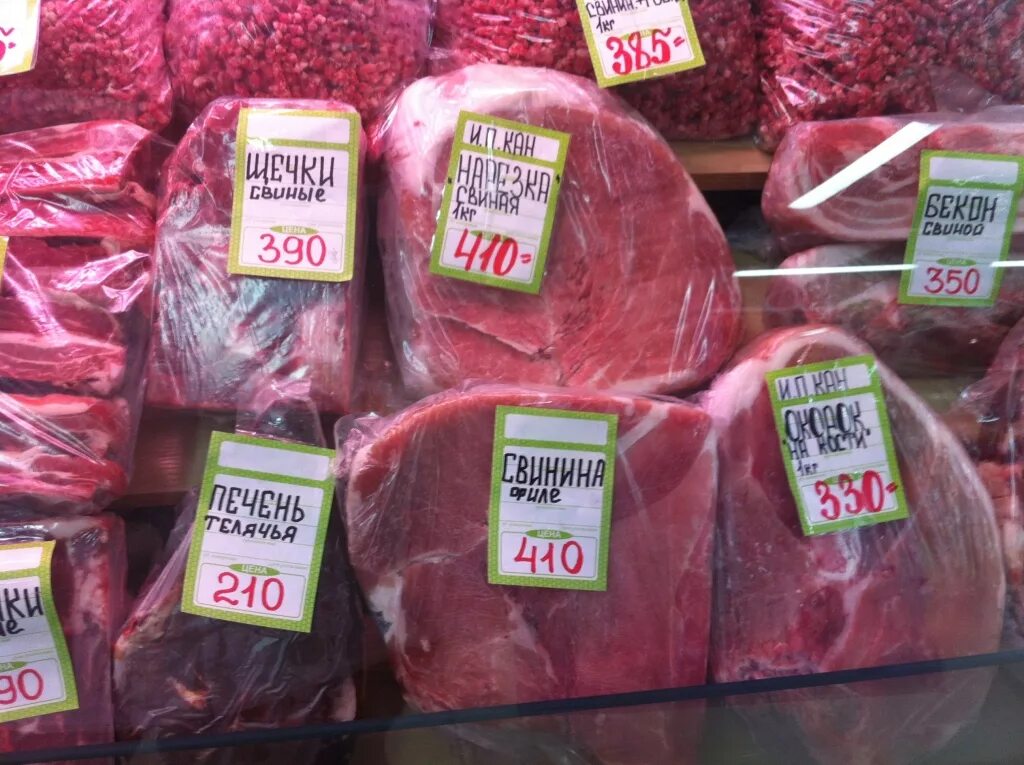 1кг
385=
ЩЕЧКИ
свиные
ЦЕНА
390
И.П.КАН
"НАРЕЗКА"
СВИНАЯ
1кг
410=
БЕКОН
СВИНОЙ
ЦЕНА
350
И.П.КАН
"ОКОРОК
НА КОСТИ"
1кг
330=
СВИНИНА
ФИЛЕ
ЦЕНА
410
ПЕЧЕНЬ
ТЕЛЯЧЬЯ
ЦЕНА
210
90